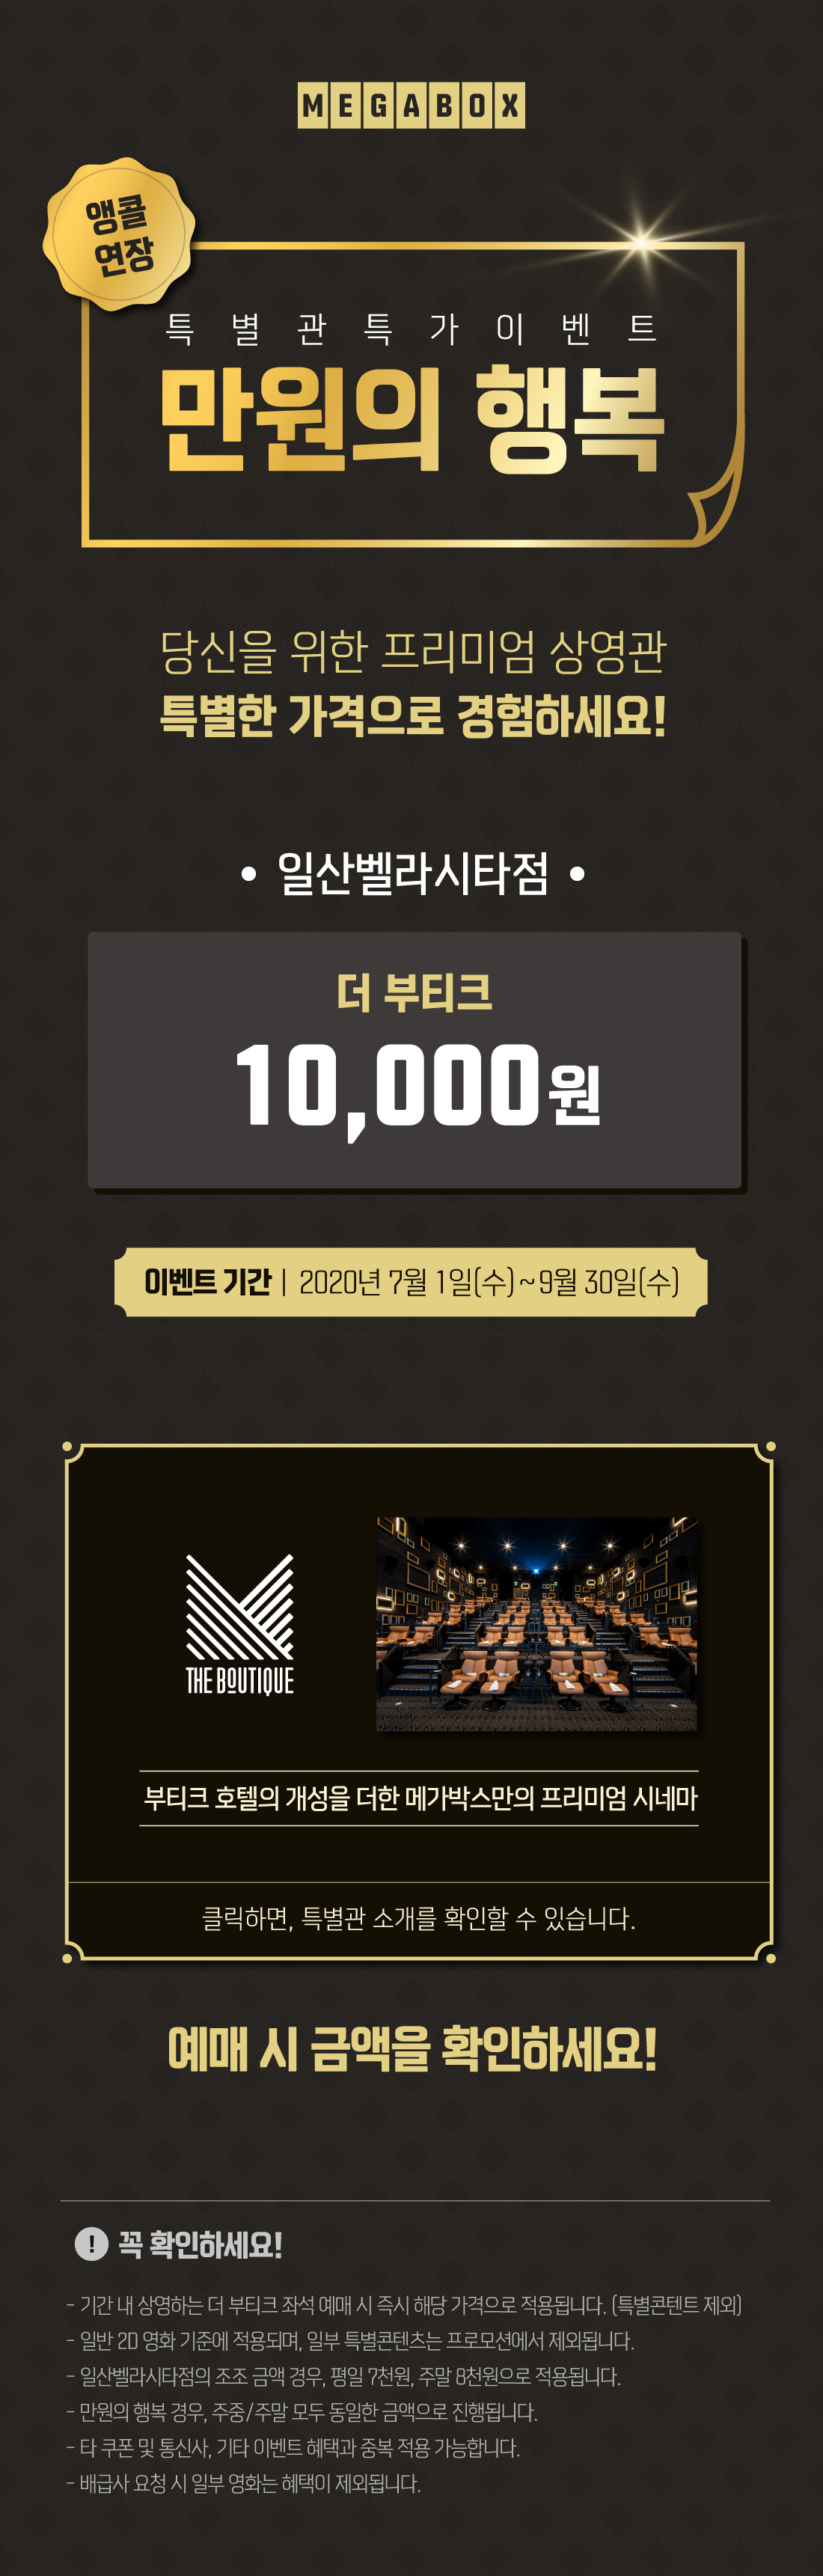 MEGABOX
앵콜
연장
특별관특가이벤트
만원의 행복
당신을 위한 프리미엄 상영관
특별한 가격으로 경험하세요!
• 일산벨라시타점 •
더 부티크
10,000원
이벤트 기간 | 2020년 7월 1일(수)~9월 30일(수)
THE BOUTIQUE
부티크 호텔의 개성을 더한 메가박스만의 프리미엄 시네마
클릭하면, 특별관 소개를 확인할 수 있습니다.
예매 시 금액을 확인하세요!
! 꼭 확인하세요!
- 기간 내 상영하는 더 부티크 좌석 예매 시 즉시 해당 가격으로 적용됩니다. (특별콘텐트 제외)
- 일반 2D 영화 기준에 적용되며, 일부 특별콘텐츠는 프로모션에서 제외됩니다.
- 일산벨라시타점의 조조 금액 경우, 평일 7천원, 주말 8천원으로 적용됩니다.
- 만원의 행복 경우, 주중/주말 모두 동일한 금액으로 진행됩니다.
- 타 쿠폰 및 통신사, 기타 이벤트 혜택과 중복 적용 가능합니다.
- 배급사 요청 시 일부 영화는 혜택이 제외됩니다.